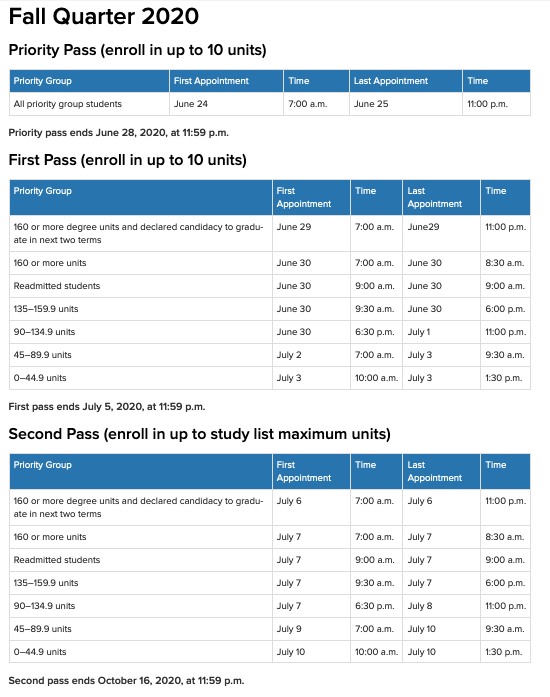 Fall Quarter 2020
Priority Pass (enroll in up to 10 units)
Priority Group First Appointment Time Last Appointment Time
All priority group students June 24 7:00 a.m. June 25 11:00 p.m.
Priority pass ends June 28, 2020, at 11:59 p.m.
First Pass (enroll in up to 10 units)
Priority Group First Appointment Time Last Appointment Time
160 or more degree units and declared candidacy to gradu-
ate in next two terms June 29 7:00 a.m. June29 11:00 p.m.
160 or more units June 30 7:00 a.m. June 30 8:30 a.m.
Readmitted students June 30 9:00 a.m. June 30 9:00 a.m.
135–159.9 units June 30 9:30 a.m. June 30 6:00 p.m.
90–134.9 units June 30 6:30 p.m. July 1 11:00 p.m.
45–89.9 units July 2 7:00 a.m. July 3 9:30 a.m.
0–44.9 units July 3 10:00 a.m. July 3 1:30 p.m.
First pass ends July 5, 2020, at 11:59 p.m.
Second Pass (enroll in up to study list maximum units)
Priority Group First Appointment Time Last Appointment Time
160 or more degree units and declared candidacy to gradu-
ate in next two terms July 6 7:00 a.m. July 6 11:00 p.m.
160 or more units July 7 7:00 a.m. July 7 8:30 a.m.
Readmitted students July 7 9:00 a.m. July 7 9:00 a.m.
135–159.9 units July 7 9:30 a.m. July 7 6:00 p.m.
90–134.9 units July 7 6:30 p.m. July 8 11:00 p.m.
45–89.9 units July 9 7:00 a.m. July 10 9:30 a.m.
0–44.9 units July 10 10:00 a.m. July 10 1:30 p.m.
Second pass ends October 16, 2020, at 11:59 p.m.